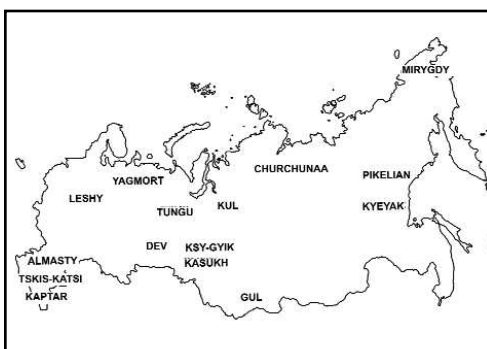 MIRYGDY
CHURCHUNAA
PIKELIAN
YAGMORT
LESHY
KUL
KYEYAK
TUNGU
DEV
KSY-GYIK
ALMASTY
KASUKH
TSKIS-KATSI
KAPTAR
GUL